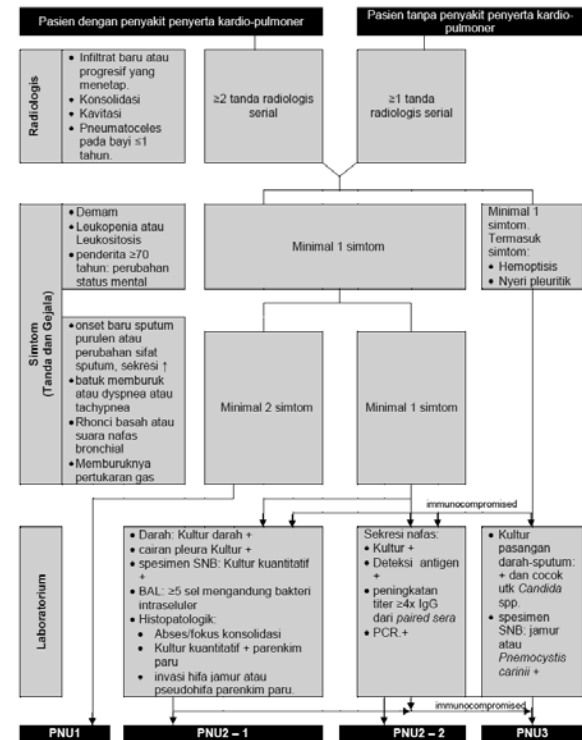 Pasien dengan penyakit penyerta kardio-pulmoner
Pasien tanpa penyakit penyerta kardio-
pulmoner
Radiologis
• Infiltrat baru atau
progresif yang
menetap.
• Konsolidasi
• Kavitasi
• Pneumatoceles
pada bayi ≤1
tahun.
≥2 tanda radiologis
serial
≥1 tanda
radiologis serial
Simtom
(Tanda dan Gejala)
• Demam
• Leukopenia atau
Leukositosis
• penderita ≥70
tahun: perubahan
status mental
Minimal 1 simtom
Minimal 1
simtom.
Termasuk
simtom:
• Hemoptisis
• Nyeri pleuritik
• onset baru sputum
purulen atau
perubahan sifat
sputum, sekresi ↑
• batuk memburuk
atau dyspnea atau
tachypnea
• Rhonci basah atau
suara nafas
bronchial
• Memburuknya
pertukaran gas
Minimal 2 simtom
Minimal 1
simtom
immunocompromised
Laboratorium
• Darah: Kultur darah +
• cairan pleura Kultur +
• spesimen SNB: Kultur kuantitatif
+
• BAL: ≥5 sel mengandung bakteri
intraseluler
• Histopatologik:
• Abses/fokus konsolidasi
• Kultur kuantitatif + parenkim
paru
• invasi hifa jamur atau
pseudohifa parenkim paru.
Sekresi nafas:
• Kultur +
• Deteksi antigen
+
• peningkatan
titer ≥4x IgG
dari paired sera
• PCR.+
• Kultur
pasangan
darah-sputum:
+ dan cocok
utk Candida
spp.
• spesimen
SNB: jamur
atau
Pnemocystis
carinii +
immunocompromised
PNU1
PNU2 – 1
PNU2 – 2
PNU3